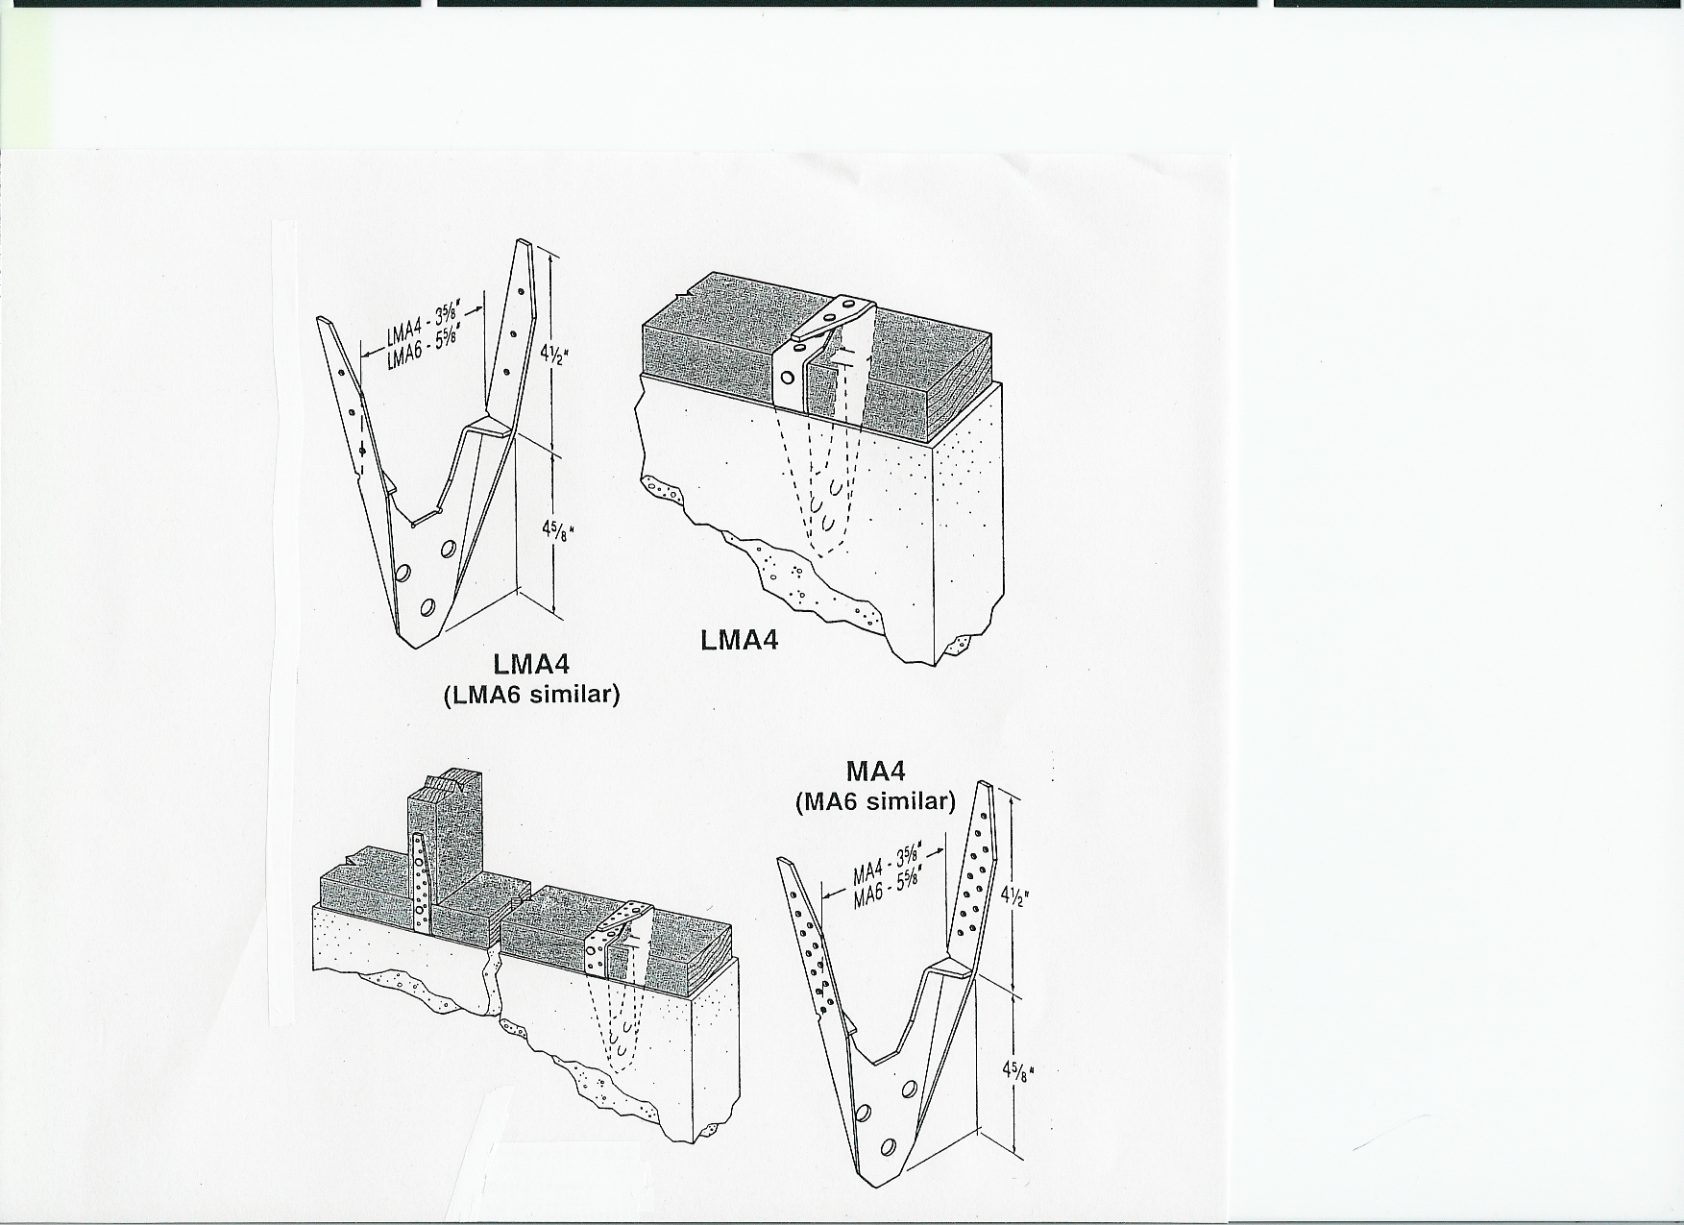 LMA4 - 3⅝"
LMA6 - 5⅝"
4½"
4⅝"
LMA4
(LMA6 similar)
LMA4
MA4
(MA6 similar)
MA4 - 3⅝"
MA6 - 5⅝"
4½"
4⅝"